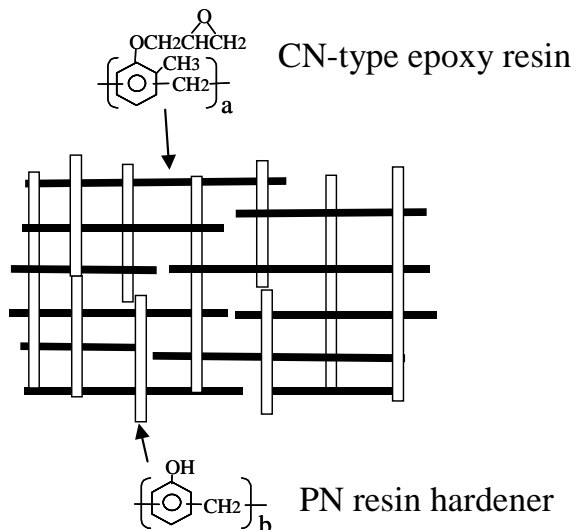 O
OCH2CHCH2
CH3
CH2
a
CN-type epoxy resin
OH
CH2
b
PN resin hardener